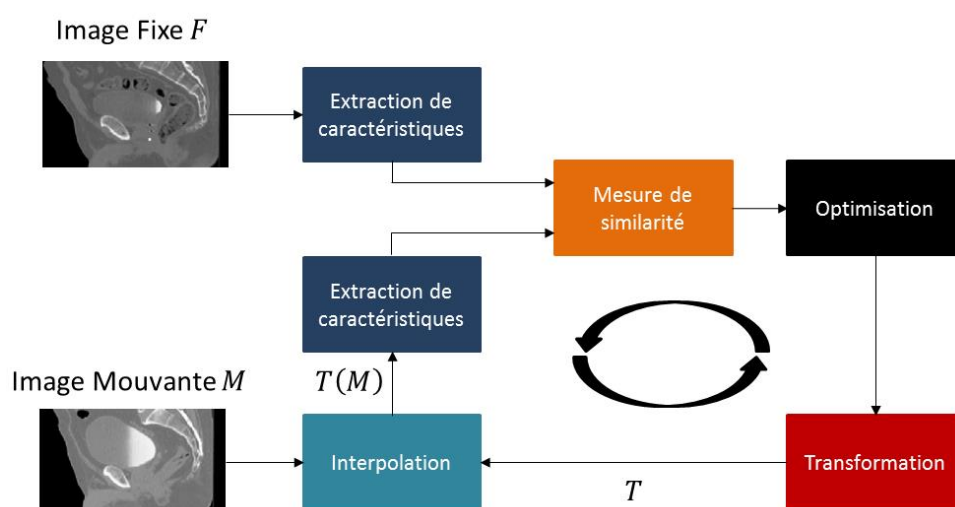 Image Fixe F
Extraction de
caractéristiques
Mesure de
similarité
Optimisation
Extraction de
caractéristiques
Image Mouvante M
T(M)
Interpolation
T
Transformation